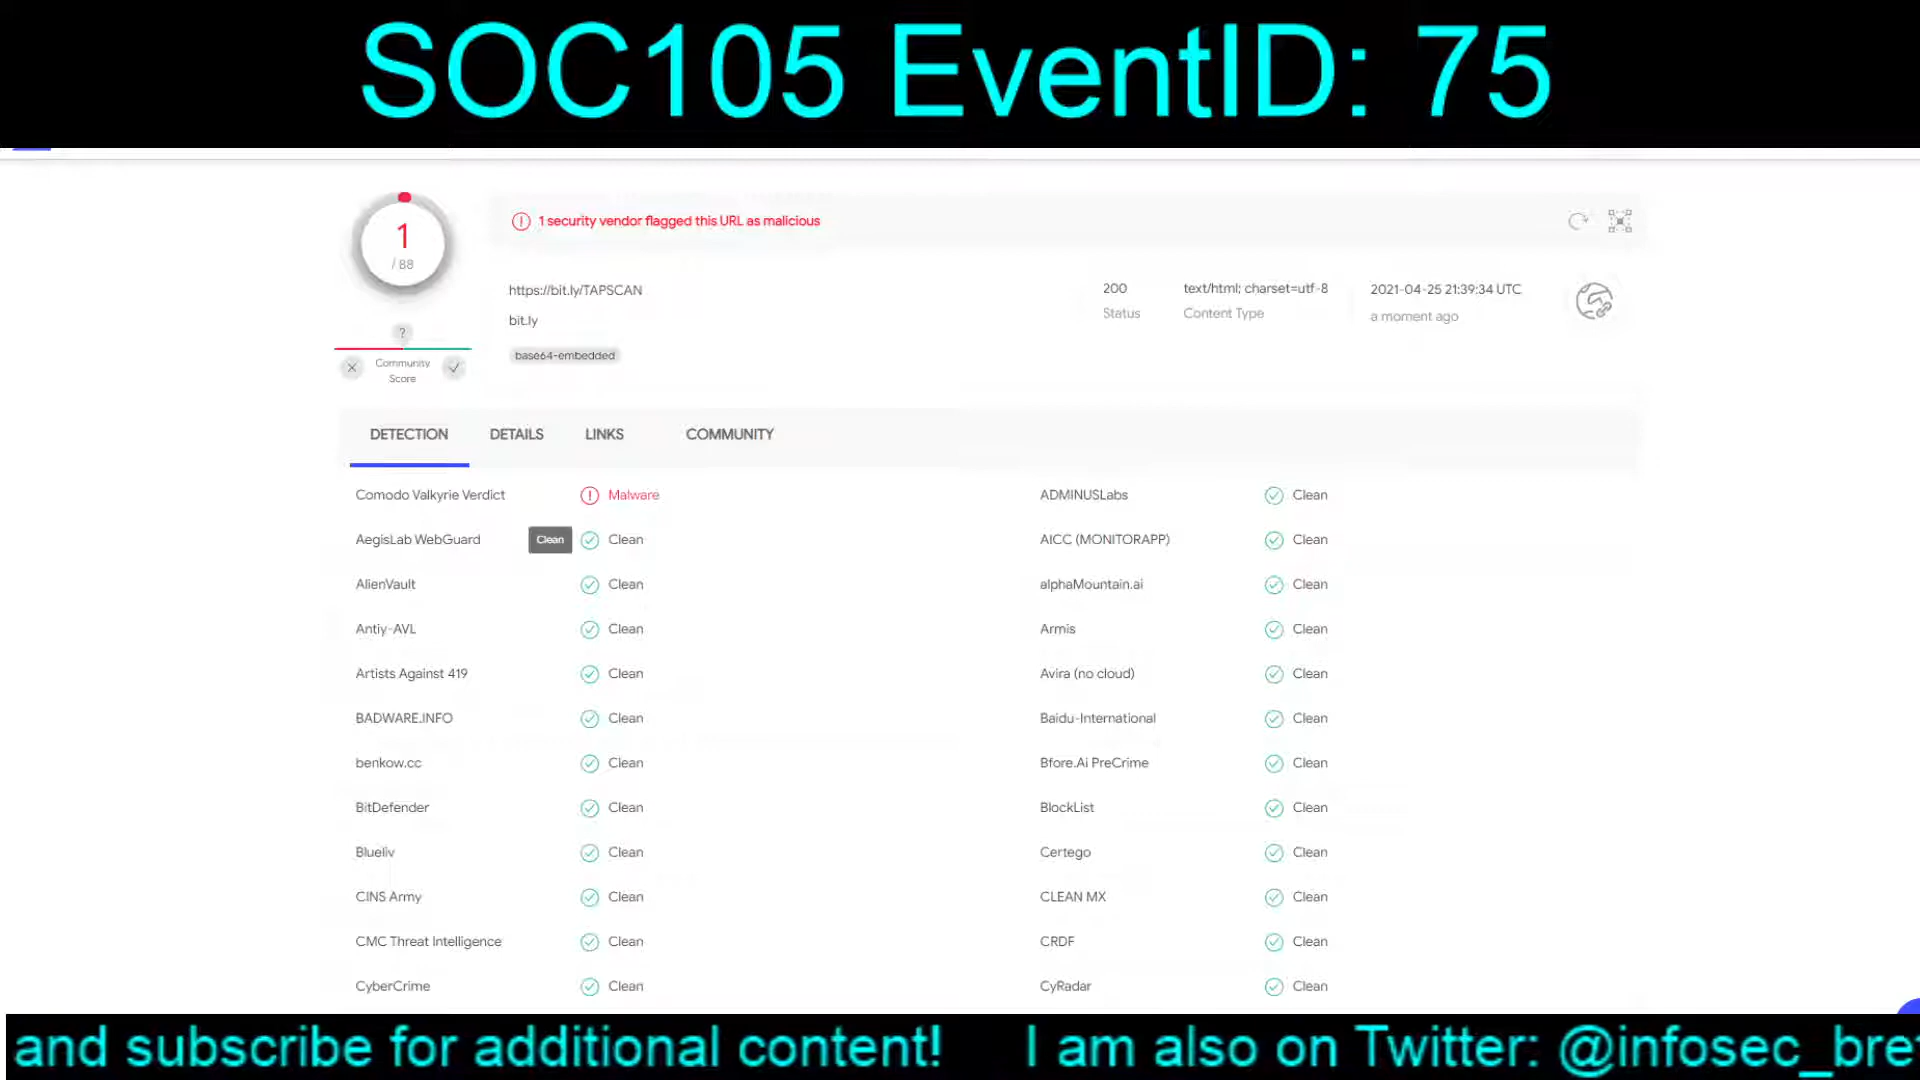 SOC105 EventID: 75
1
/ 88
1 security vendor flagged this URL as malicious
https://bit.ly/TAPSCAN
bit.ly
base64-embedded
200
Status
text/html; charset=utf-8
Content Type
2021-04-25 21:39:34 UTC
a moment ago
?
Community
Score
DETECTION DETAILS LINKS COMMUNITY
Comodo Valkyrie Verdict Malware ADMINUSLabs Clean
AegisLab WebGuard Clean Clean AICC (MONITORAPP) Clean
AlienVault Clean alphaMountain.ai Clean
Antiy-AVL Clean Armis Clean
Artists Against 419 Clean Avira (no cloud) Clean
BADWARE.INFO Clean Baidu-International Clean
benkow.cc Clean Bfore.Ai PreCrime Clean
BitDefender Clean BlockList Clean
Blueliv Clean Certego Clean
CINS Army Clean CLEAN MX Clean
CMC Threat Intelligence Clean CRDF Clean
CyberCrime Clean CyRadar Clean
and subscribe for additional content! I am also on Twitter: @infosec_bre